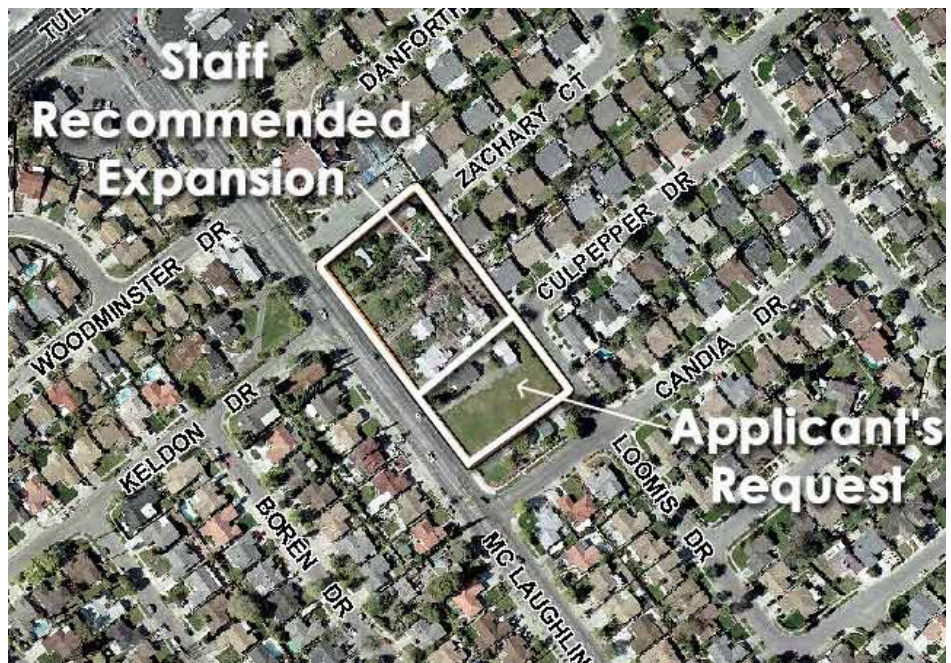 Staff
Recommended
Expansion
DANFORTH
ZACHARY CT
CULPEPPER DR
WOODMINSTER DR
CANDIA DR
KELDON DR
Applicant's
Request
LOOMIS DR
BOREN DR
MC LAUGHLIN